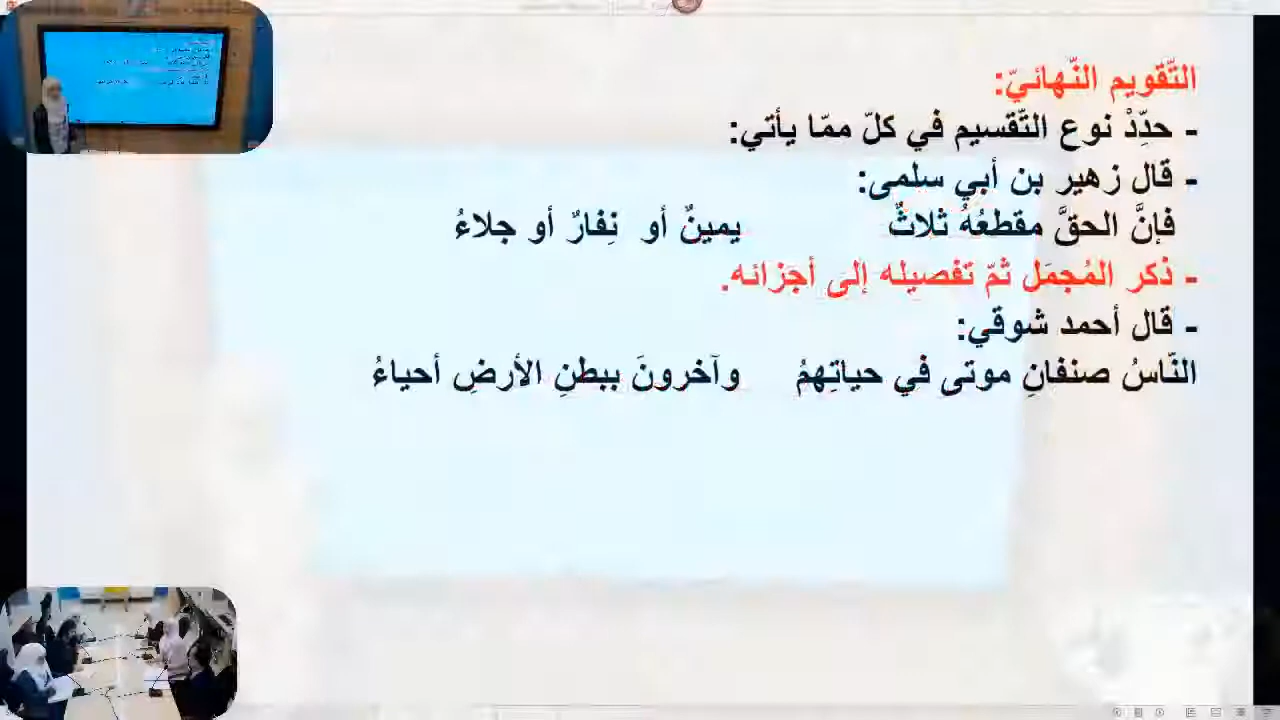 التّقويم النّهائيّ:
- حدِّدْ نوع التّقسيم في كلّ ممّا يأتي:
- قال زهير بن أبي سلمى:
فإنَّ الحقَّ مقطعُهُ ثلاثٌ يمينٌ أو نِفارٌ أو جلاءُ
- ذكر المُجمَل ثمّ تفصيله إلى أجزائه.
- قال أحمد شوقي:
النّاسُ صنفانِ موتى في حياتِهمُ وآخرونَ ببطنِ الأرضِ أحياءُ